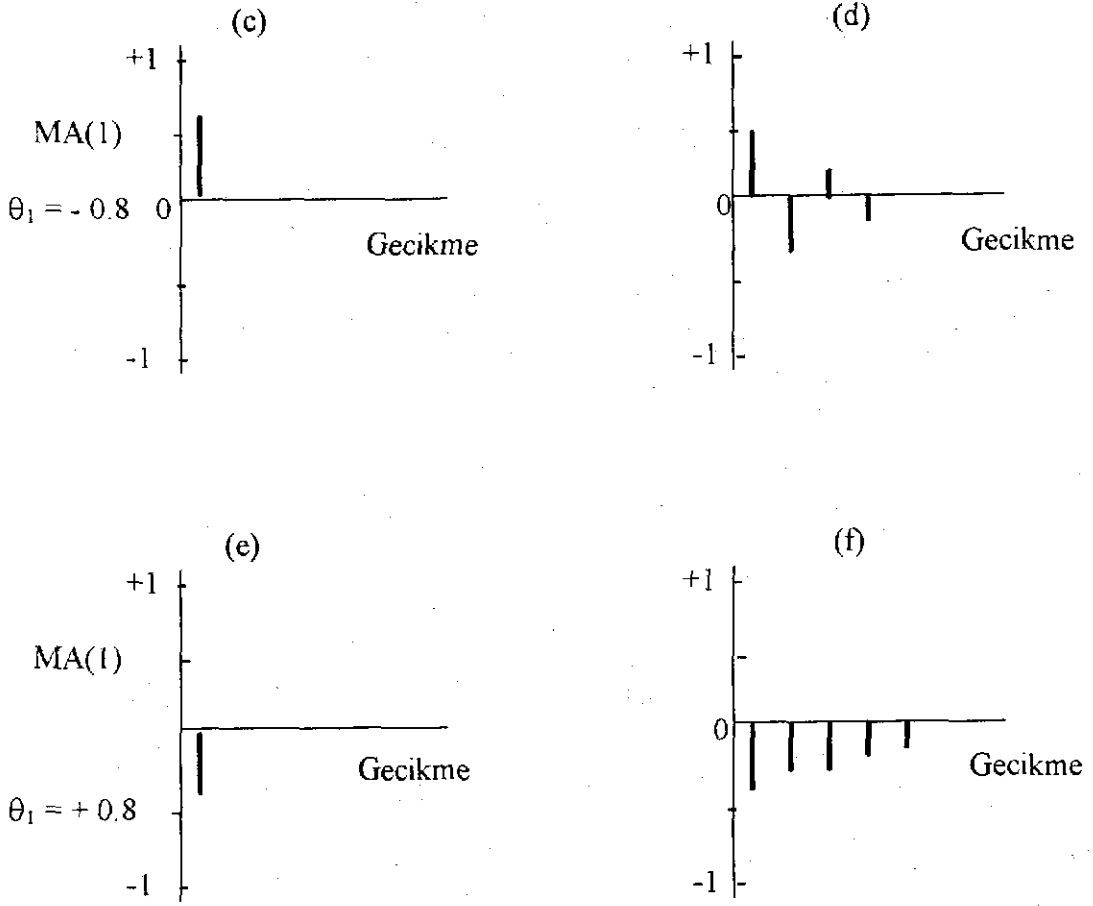 (c)
+1
MA(1)
θ₁ = - 0.8 0
Gecikme
-1
(d)
+1
0
Gecikme
-1
(e)
+1
MA(1)
Gecikme
θ₁ = + 0.8
-1
(f)
+1
0
Gecikme
-1